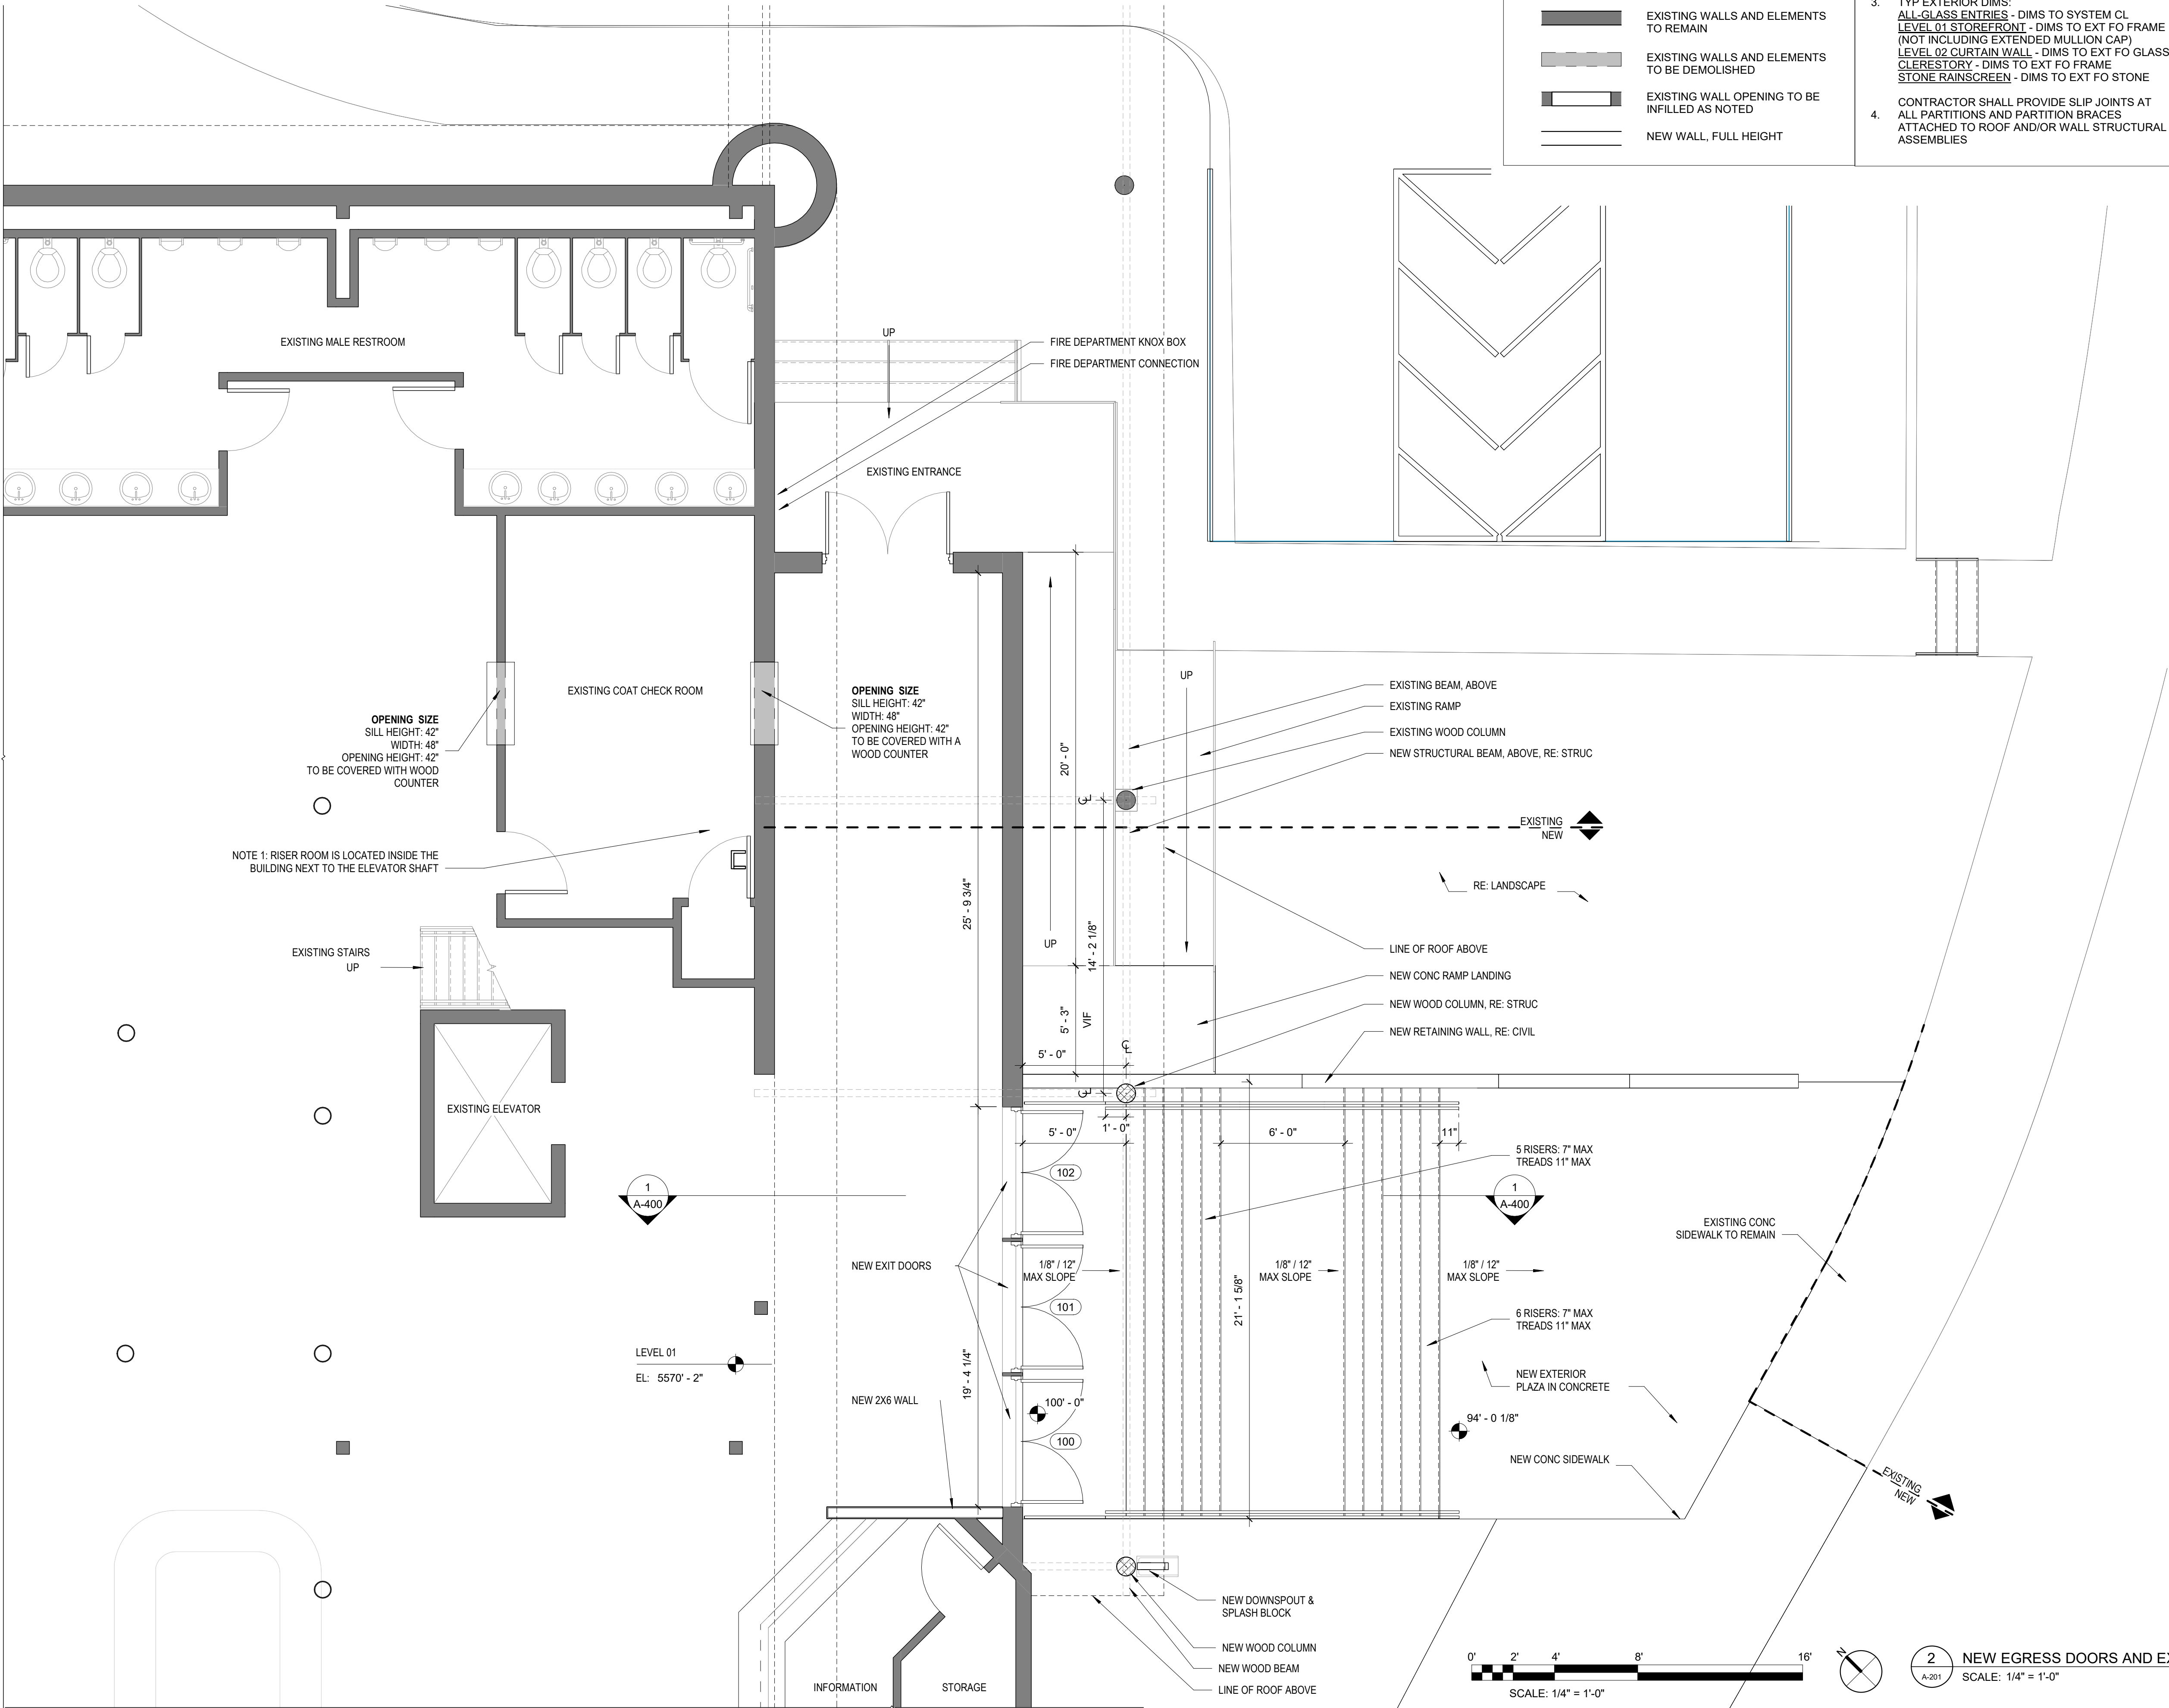 EXISTING WALLS AND ELEMENTS
TO REMAIN
EXISTING WALLS AND ELEMENTS
TO BE DEMOLISHED
EXISTING WALL OPENING TO BE
INFILLED AS NOTED
NEW WALL, FULL HEIGHT
3. TYP EXTERIOR DIMS:
ALL-GLASS ENTRIES - DIMS TO SYSTEM CL
LEVEL 01 STOREFRONT - DIMS TO EXT FO FRAME
(NOT INCLUDING EXTENDED MULLION CAP)
LEVEL 02 CURTAIN WALL - DIMS TO EXT FO GLASS
CLERESTORY - DIMS TO EXT FO FRAME
STONE RAINSCREEN - DIMS TO EXT FO STONE
CONTRACTOR SHALL PROVIDE SLIP JOINTS AT
4. ALL PARTITIONS AND PARTITION BRACES
ATTACHED TO ROOF AND/OR WALL STRUCTURAL
ASSEMBLIES
EXISTING MALE RESTROOM
UP
FIRE DEPARTMENT KNOX BOX
FIRE DEPARTMENT CONNECTION
EXISTING ENTRANCE
EXISTING COAT CHECK ROOM
OPENING SIZE
SILL HEIGHT: 42"
WIDTH: 48"
OPENING HEIGHT: 42"
TO BE COVERED WITH WOOD
COUNTER
OPENING SIZE
SILL HEIGHT: 42"
WIDTH: 48"
OPENING HEIGHT: 42"
TO BE COVERED WITH A
WOOD COUNTER
UP
EXISTING BEAM, ABOVE
EXISTING RAMP
EXISTING WOOD COLUMN
NEW STRUCTURAL BEAM, ABOVE, RE: STRUC
20' - 0"
CL
EXISTING
NEW
NOTE 1: RISER ROOM IS LOCATED INSIDE THE
BUILDING NEXT TO THE ELEVATOR SHAFT
RE: LANDSCAPE
25' - 9 3/4"
14' - 2 1/8"
UP
EXISTING STAIRS
UP
LINE OF ROOF ABOVE
NEW CONC RAMP LANDING
NEW WOOD COLUMN, RE: STRUC
NEW RETAINING WALL, RE: CIVIL
5' - 3"
VIF
5' - 0"
CL
CL
EXISTING ELEVATOR
5' - 0"
1' - 0"
6' - 0"
11"
5 RISERS: 7" MAX
TREADS 11" MAX
102
1
A-400
1
A-400
EXISTING CONC
SIDEWALK TO REMAIN
NEW EXIT DOORS
1/8" / 12"
MAX SLOPE
1/8" / 12"
MAX SLOPE
1/8" / 12"
MAX SLOPE
21' - 1 5/8"
101
6 RISERS: 7" MAX
TREADS 11" MAX
LEVEL 01
EL: 5570' - 2"
19' - 4 1/4"
NEW EXTERIOR
PLAZA IN CONCRETE
NEW 2X6 WALL
100' - 0"
94' - 0 1/8"
100
NEW CONC SIDEWALK
EXISTING
NEW
NEW DOWNSPOUT &
SPLASH BLOCK
NEW WOOD COLUMN
NEW WOOD BEAM
LINE OF ROOF ABOVE
INFORMATION
STORAGE
0' 2' 4' 8' 16'
SCALE: 1/4" = 1'-0"
N
2
A-201
NEW EGRESS DOORS AND EX
SCALE: 1/4" = 1'-0"